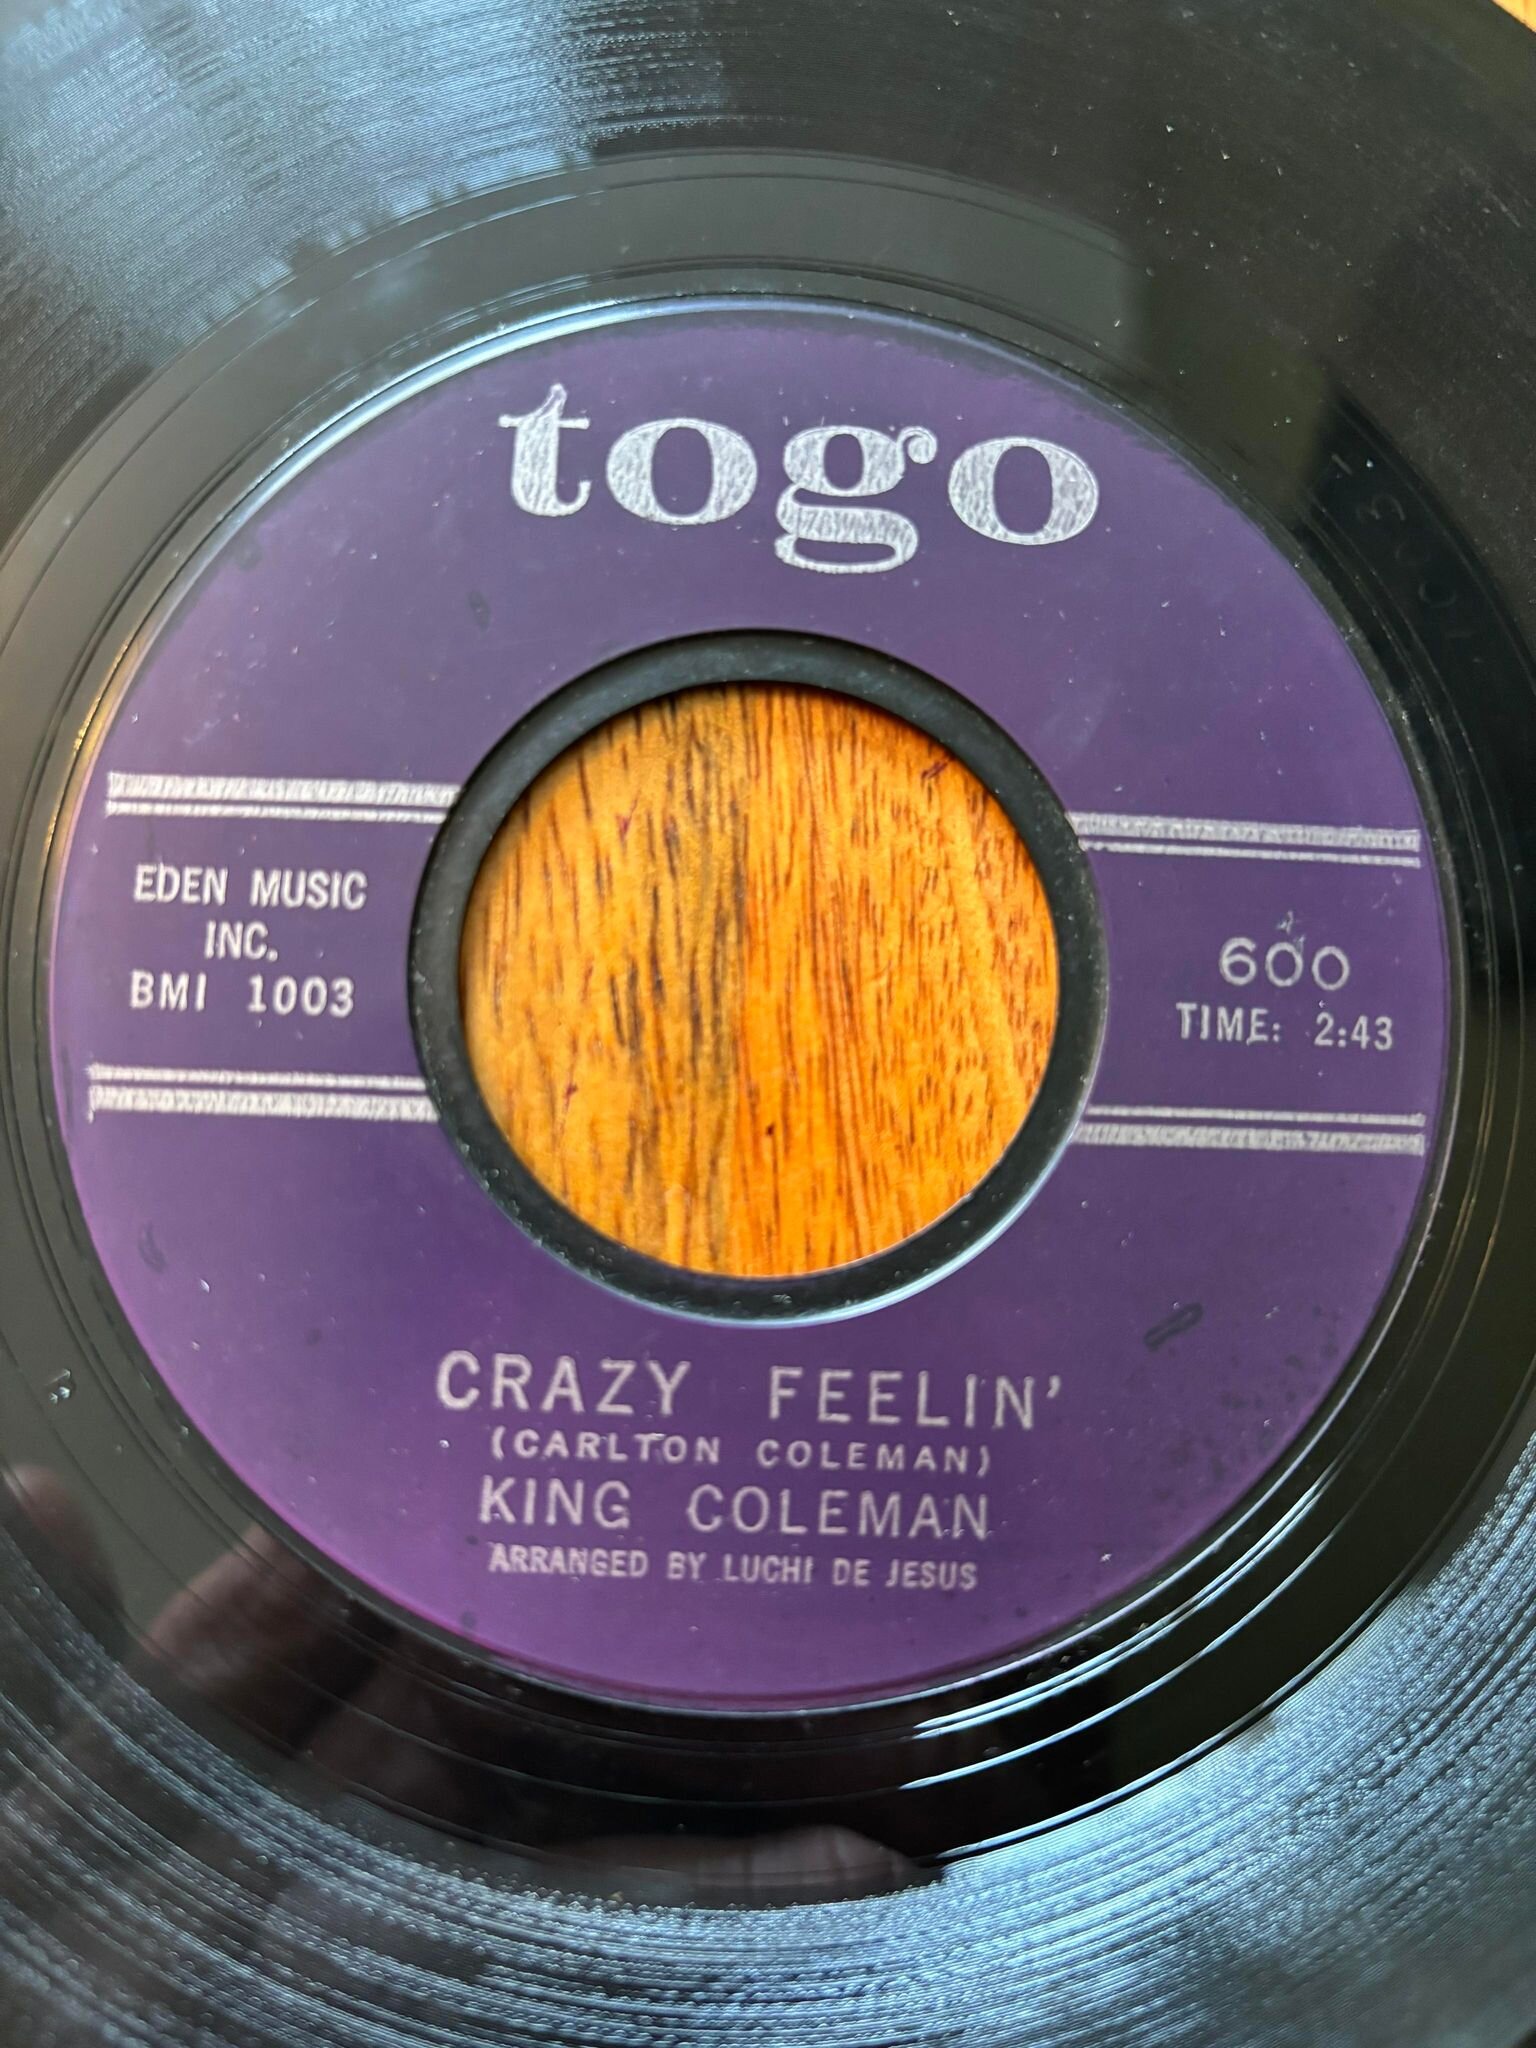 togo
EDEN MUSIC
INC.
BMI 1003
600
TIME: 2:43
CRAZY FEELIN'
(CARLTON COLEMAN)
KING COLEMAN
ARRANGED BY LUCHI DE JESUS